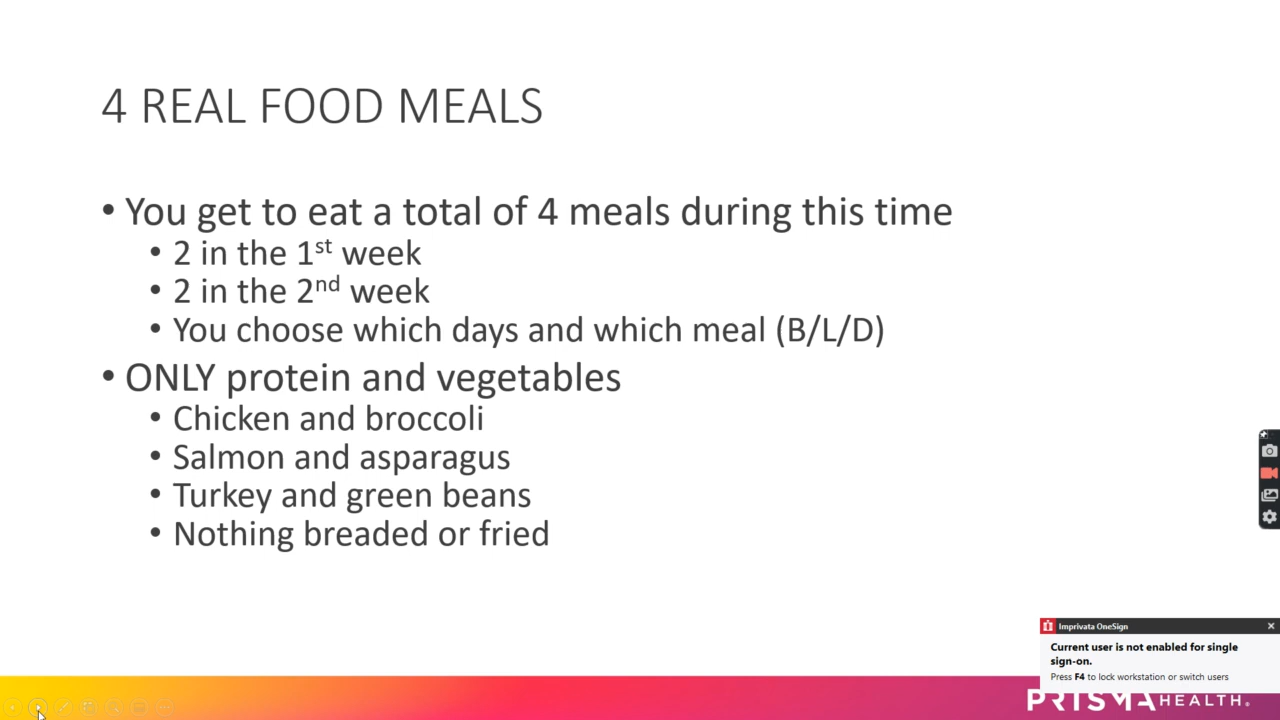 4 REAL FOOD MEALS
• You get to eat a total of 4 meals during this time
• 2 in the 1st week
• 2 in the 2nd week
• You choose which days and which meal (B/L/D)
• ONLY protein and vegetables
• Chicken and broccoli
• Salmon and asparagus
• Turkey and green beans
• Nothing breaded or fried
Imprivata OneSign
Current user is not enabled for single
sign-on.
Press F4 to lock workstation or switch users
PRISMA HEALTH.